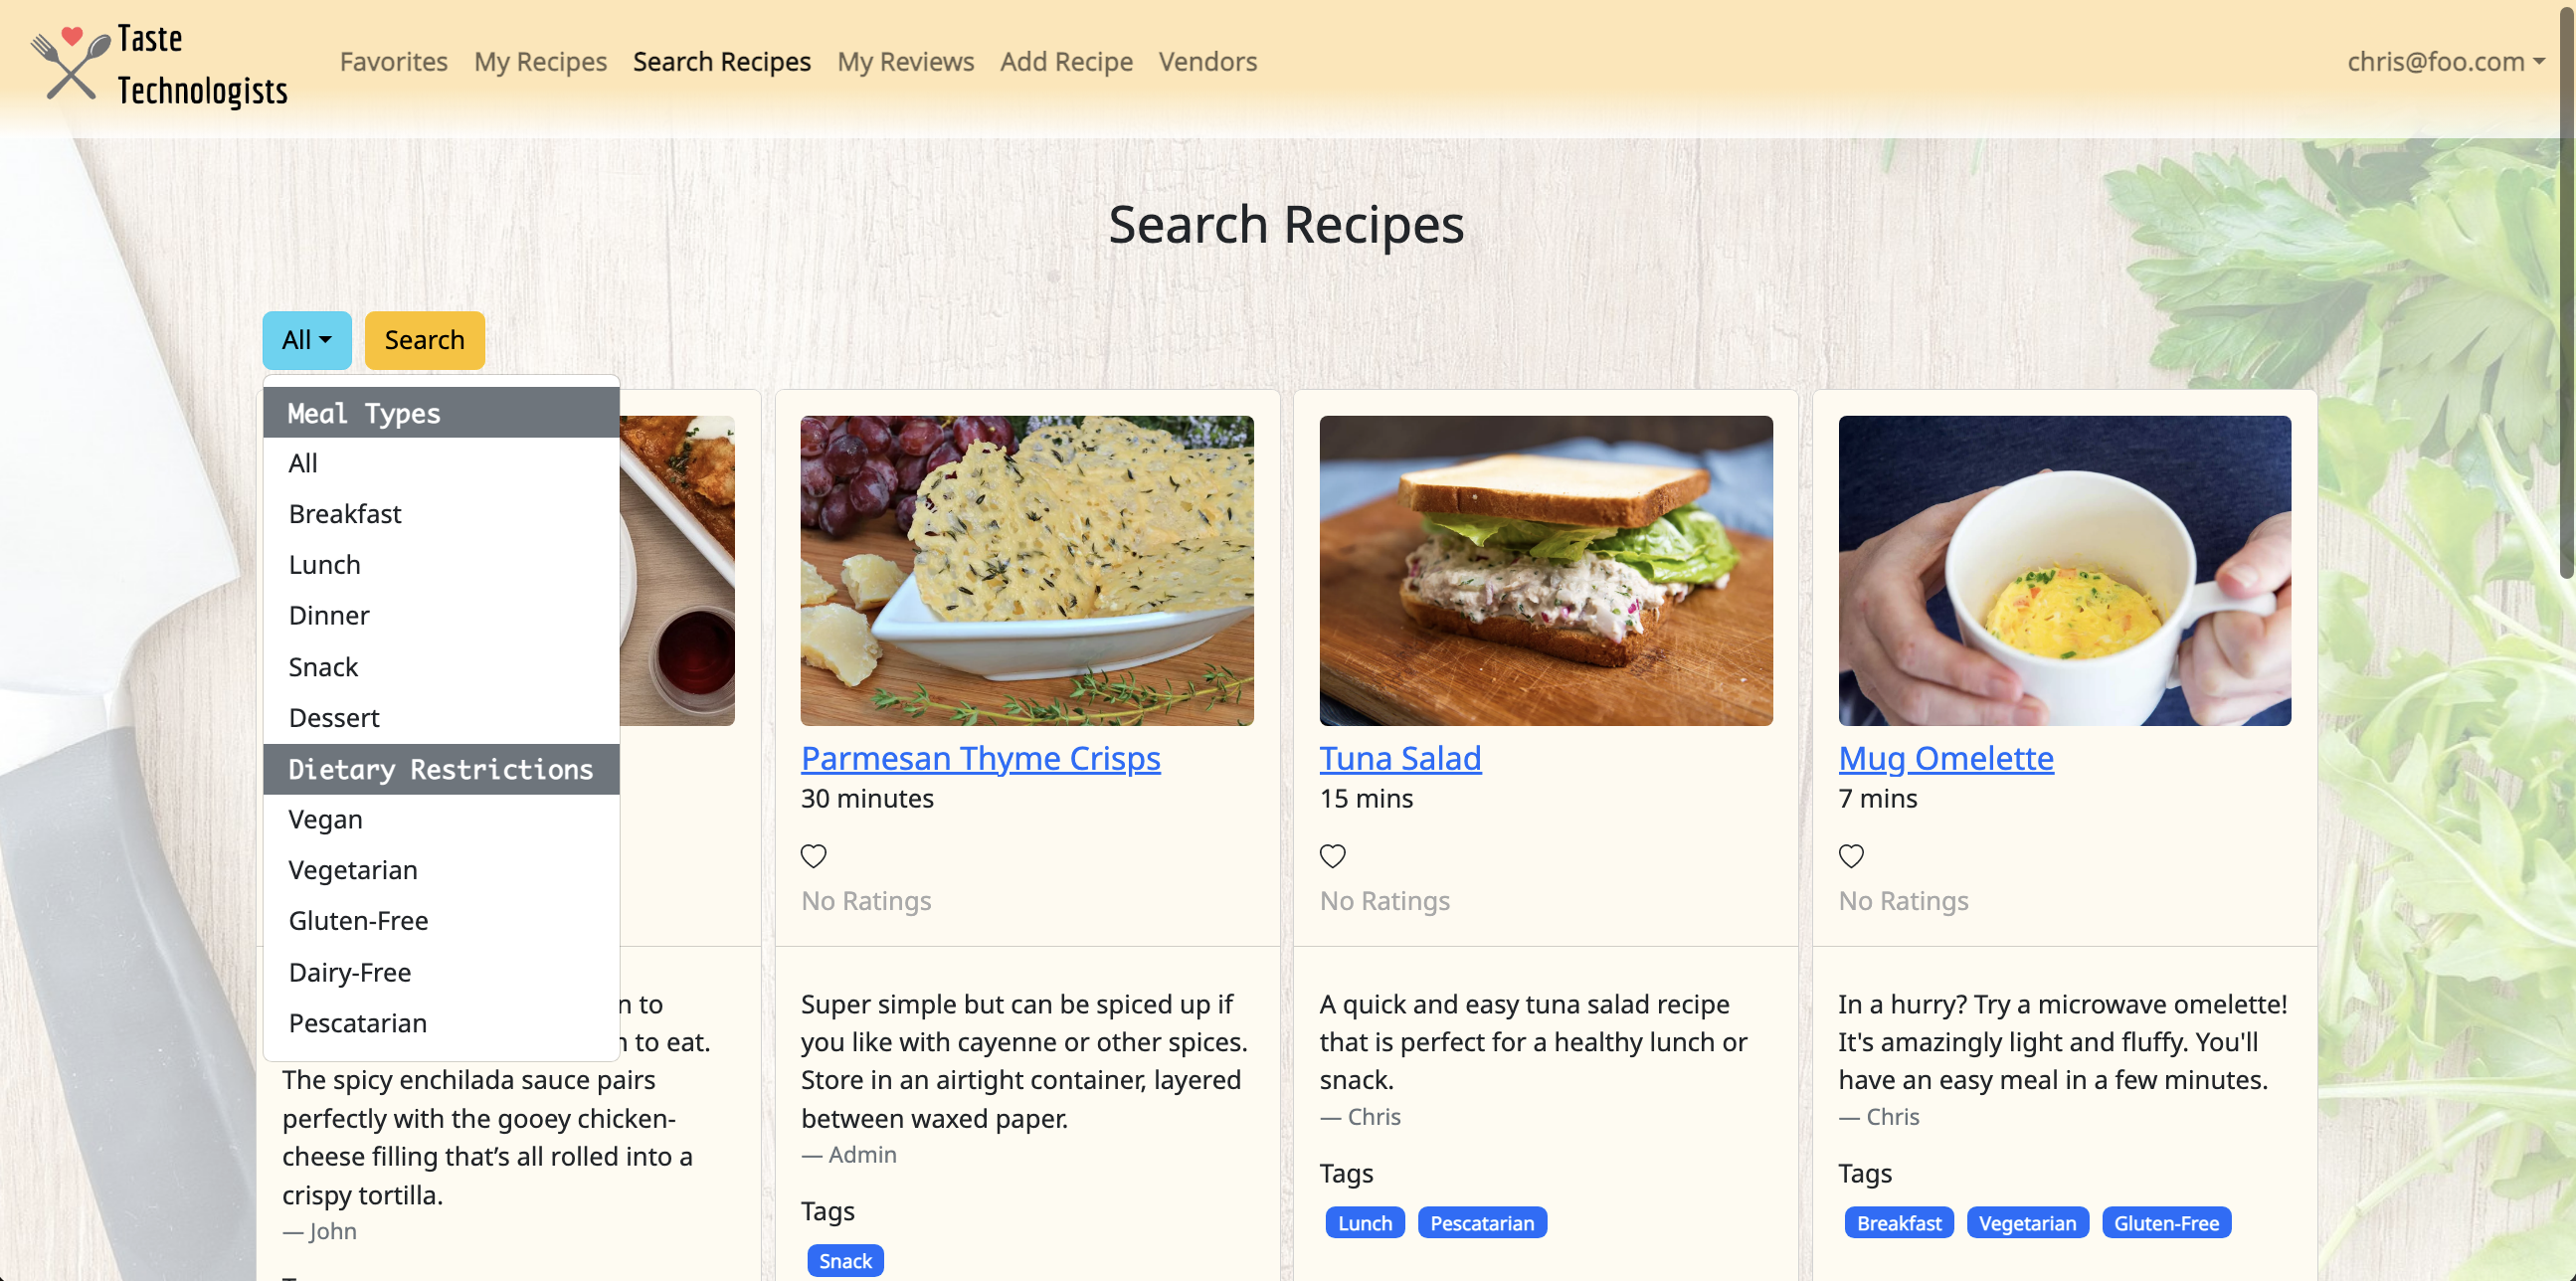 Taste
Technologists
Favorites My Recipes Search Recipes My Reviews Add Recipe Vendors
chris@foo.com
Search Recipes
All Search
Meal Types
All
Breakfast
Lunch
Dinner
Snack
Dessert
Dietary Restrictions
Vegan
Vegetarian
Gluten-Free
Dairy-Free
Pescatarian
to
to eat.
The spicy enchilada sauce pairs
perfectly with the gooey chicken-
cheese filling that’s all rolled into a
crispy tortilla.
— John
Parmesan Thyme Crisps
30 minutes
No Ratings
Super simple but can be spiced up if
you like with cayenne or other spices.
Store in an airtight container, layered
between waxed paper.
— Admin
Tags
Snack
Tuna Salad
15 mins
No Ratings
A quick and easy tuna salad recipe
that is perfect for a healthy lunch or
snack.
— Chris
Tags
Lunch Pescatarian
Mug Omelette
7 mins
No Ratings
In a hurry? Try a microwave omelette!
It's amazingly light and fluffy. You'll
have an easy meal in a few minutes.
— Chris
Tags
Breakfast Vegetarian Gluten-Free